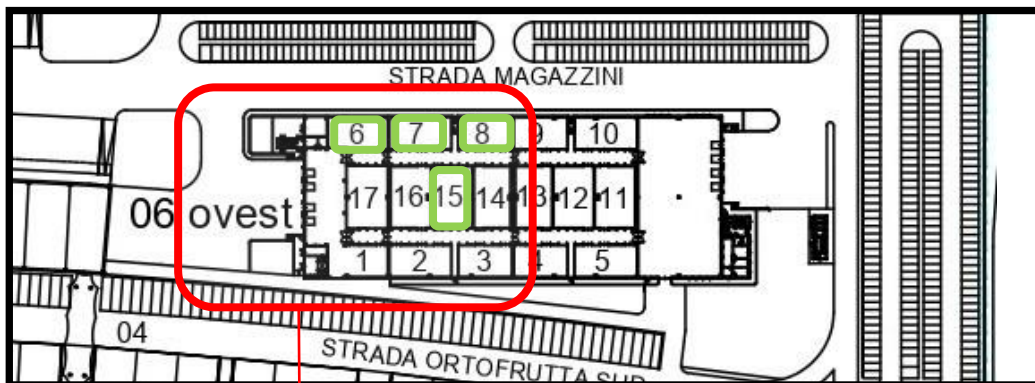 STRADA MAGAZZINI
6 7 8 9 10
17 16 15 14 13 12 11
06 ovest
1 2 3 4 5
04
STRADA ORTOFRUTTA SUD